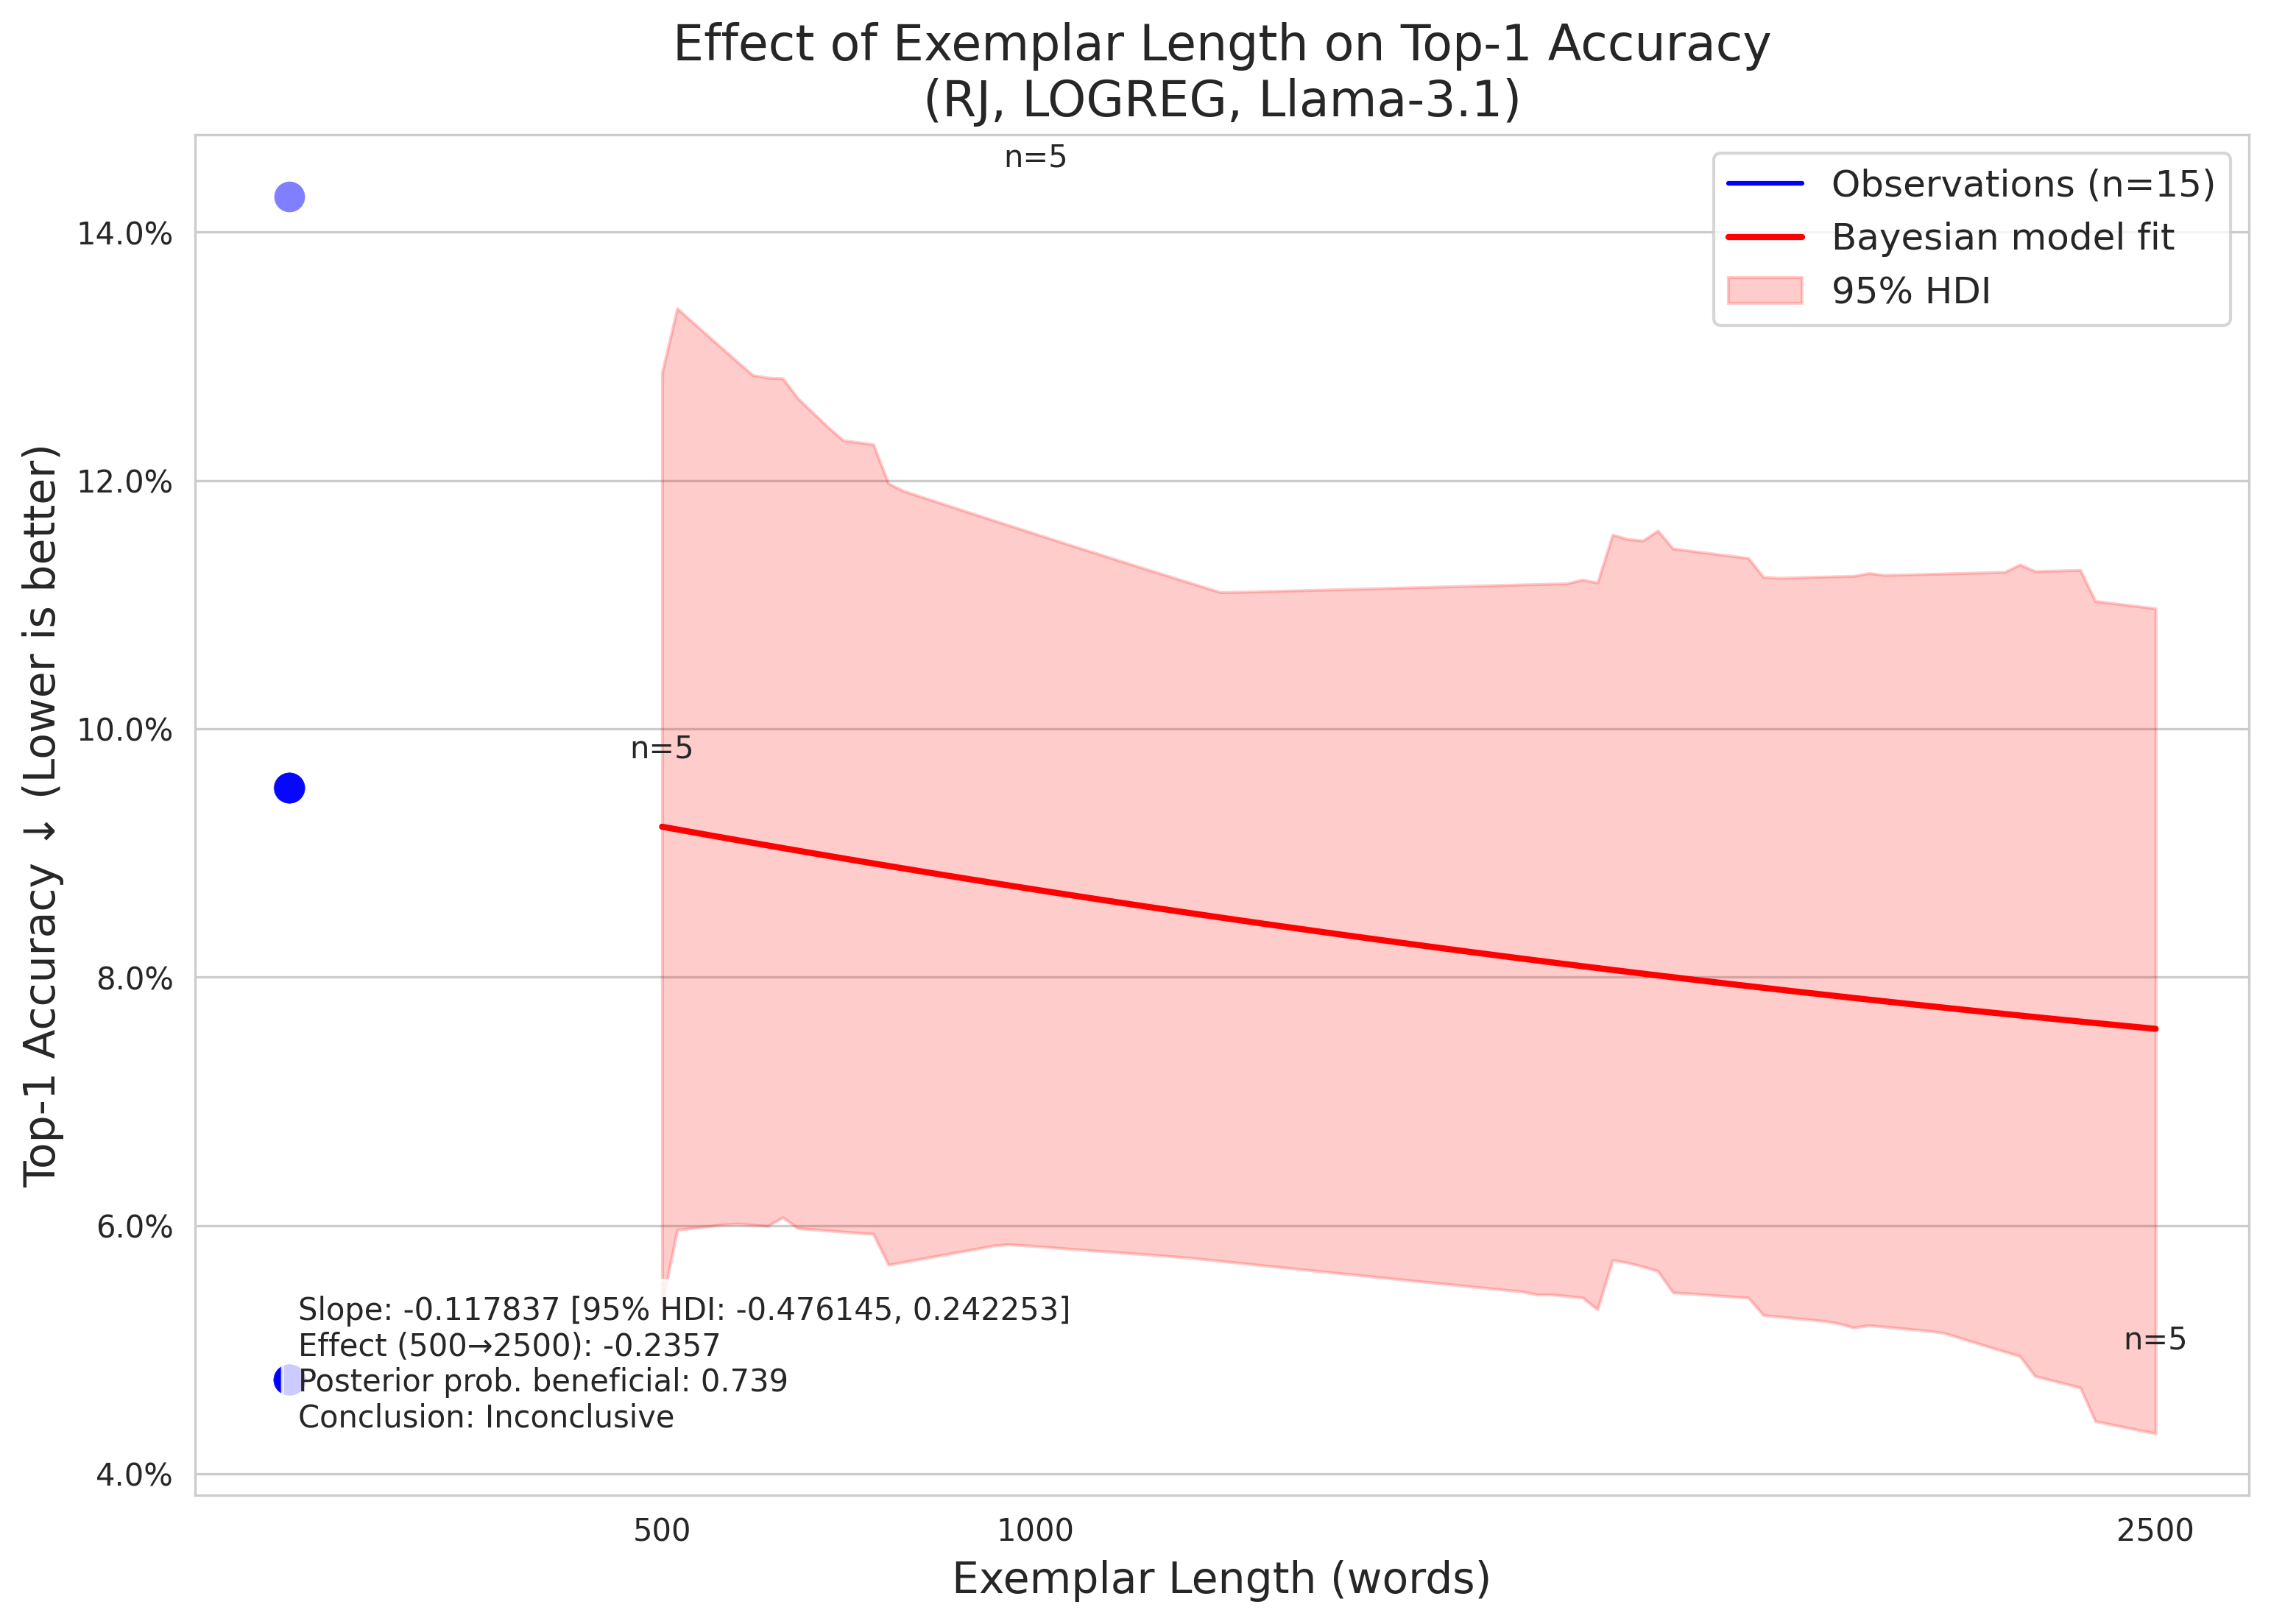 Effect of Exemplar Length on Top-1 Accuracy
(RJ, LOGREG, Llama-3.1)
n=5
Observations (n=15)
Bayesian model fit
95% HDI
14.0%
12.0%
10.0%
8.0%
6.0%
4.0%
Top-1 Accuracy ↓ (Lower is better)
n=5
n=5
Slope: -0.117837 [95% HDI: -0.476145, 0.242253]
Effect (500→2500): -0.2357
Posterior prob. beneficial: 0.739
Conclusion: Inconclusive
500
1000
2500
Exemplar Length (words)